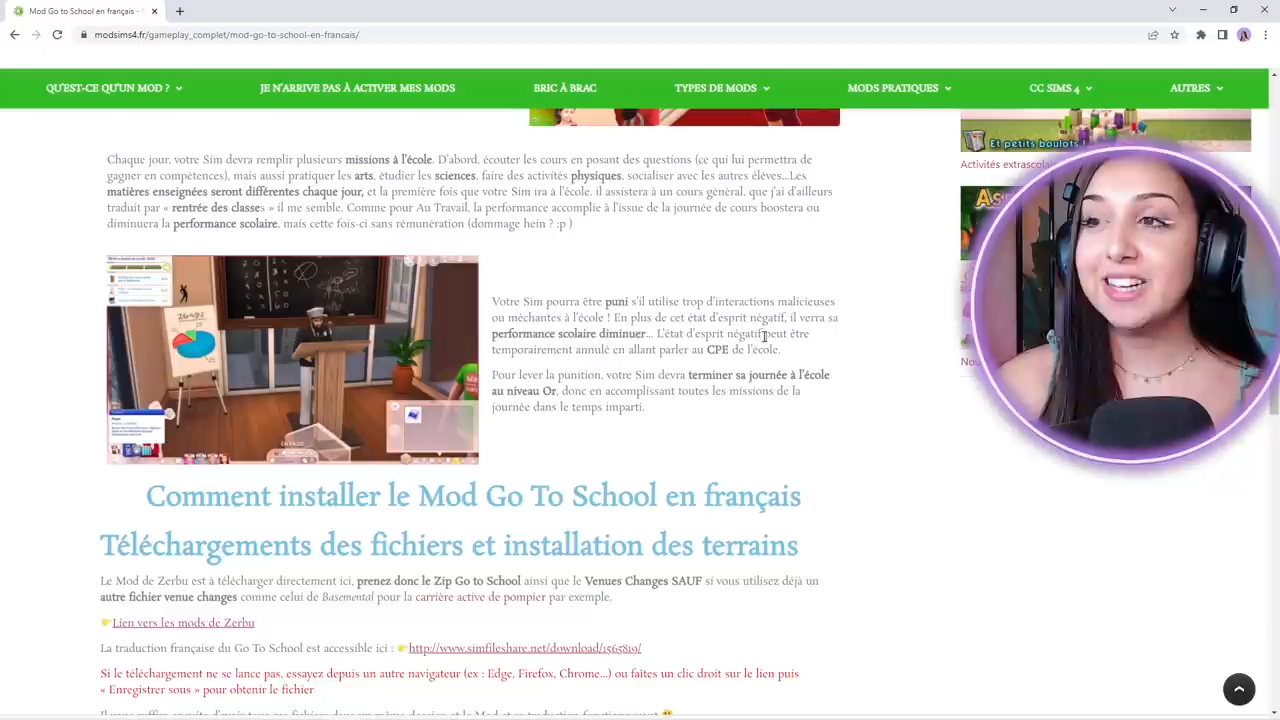 Mod Go to School en français -
modsims4.fr/gameplay_complet/mod-go-to-school-en-francais/
QU'EST-CE QU'UN MOD ? JE N'ARRIVE PAS À ACTIVER MES MODS BRIC À BRAC TYPES DE MODS MODS PRATIQUES CC SIMS 4 AUTRES
Et petits boulots !
Activités extrascol
As
Nou
Chaque jour, votre Sim devra remplir plusieurs missions à l'école. D'abord, écouter les cours en posant des questions (ce qui lui permettra de
gagner en compétences), mais aussi pratiquer les arts, étudier les sciences, faire des activités physiques, socialiser avec les autres élèves...Les
matières enseignées seront différentes chaque jour, et la première fois que votre Sim ira à l'école, il assistera à un cours général, que j'ai d'ailleurs
traduit par « rentrée des classes » il me semble. Comme pour Au Travail, la performance accomplie à l'issue de la journée de cours boostera ou
diminuera la performance scolaire, mais cette fois-ci sans rémunération (dommage hein ? :p )
Votre Sim pourra être puni s'il utilise trop d'interactions malicieuses
ou méchantes à l'école ! En plus de cet état d'esprit négatif, il verra sa
performance scolaire diminuer... L'état d'esprit négatif peut être
temporairement annulé en allant parler au CPE de l'école.
Pour lever la punition, votre Sim devra terminer sa journée à l'école
au niveau Or, donc en accomplissant toutes les missions de la
journée dans le temps imparti.
Comment installer le Mod Go To School en français
Téléchargements des fichiers et installation des terrains
Le Mod de Zerbu est à télécharger directement ici, prenez donc le Zip Go to School ainsi que le Venues Changes SAUF si vous utilisez déjà un
autre fichier venue changes comme celui de Basemental pour la carrière active de pompier par exemple.
👉Lien vers les mods de Zerbu
La traduction française du Go To School est accessible ici : 👉http://www.simfileshare.net/download/1565819/
Si le téléchargement ne se lance pas, essayez depuis un autre navigateur (ex : Edge, Firefox, Chrome...) ou faîtes un clic droit sur le lien puis
« Enregistrer sous » pour obtenir le fichier